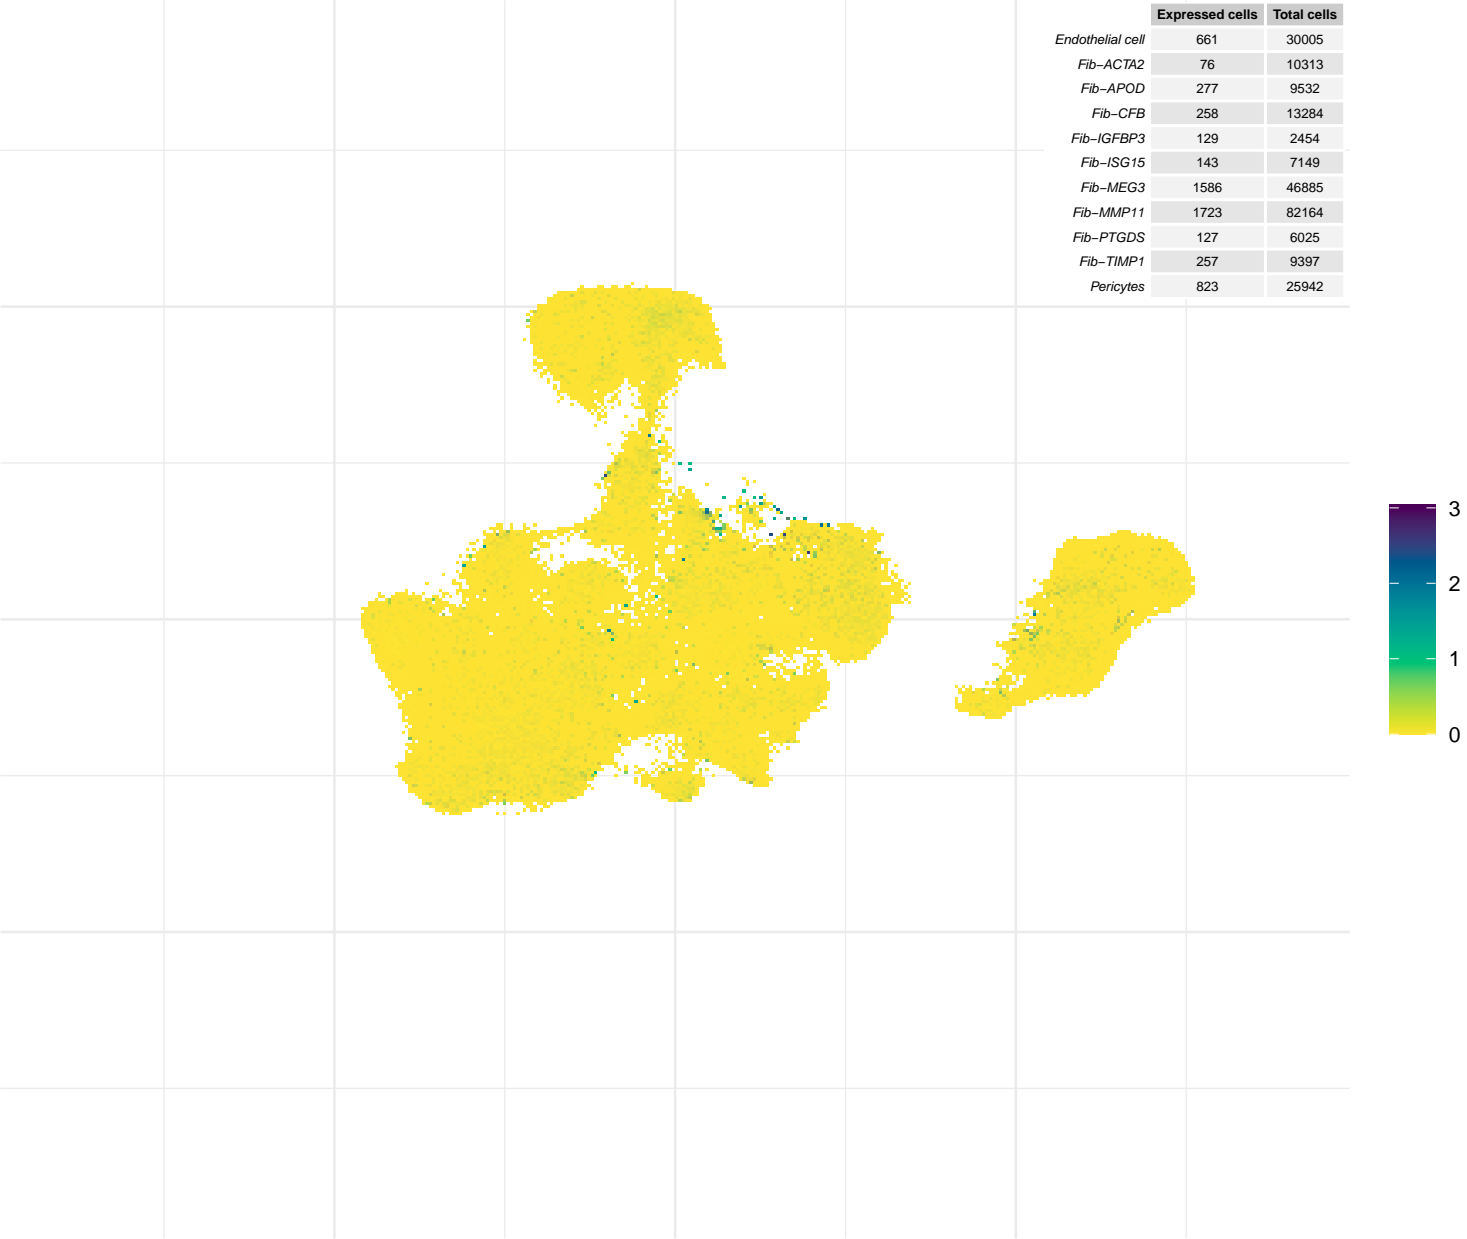 Expressed cells Total cells
Endothelial cell 661 30005
Fib−ACTA2 76 10313
Fib−APOD 277 9532
Fib−CFB 258 13284
Fib−IGFBP3 129 2454
Fib−ISG15 143 7149
Fib−MEG3 1586 46885
Fib−MMP11 1723 82164
Fib−PTGDS 127 6025
Fib−TIMP1 257 9397
Pericytes 823 25942
3
2
1
0